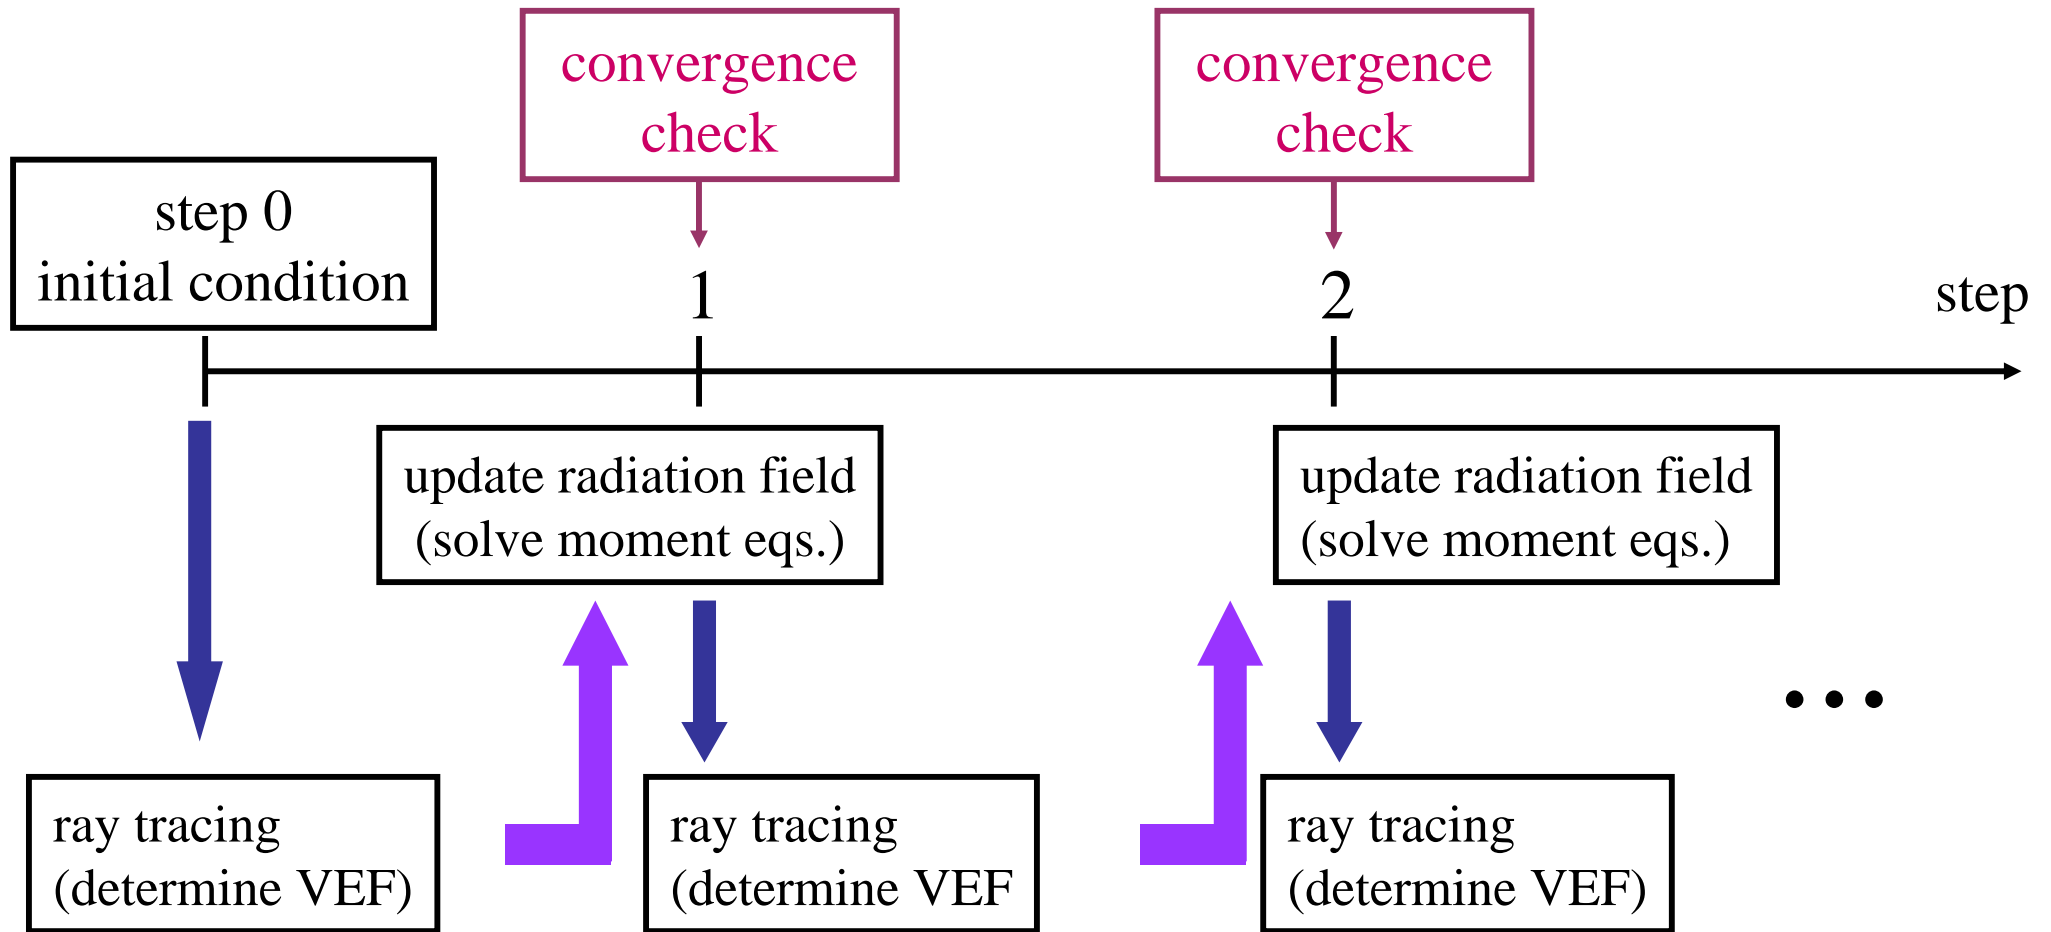 convergence
check
convergence
check
step 0
initial condition
1
2
step
update radiation field
(solve moment eqs.)
update radiation field
(solve moment eqs.)
...
ray tracing
(determine VEF)
ray tracing
(determine VEF
ray tracing
(determine VEF)